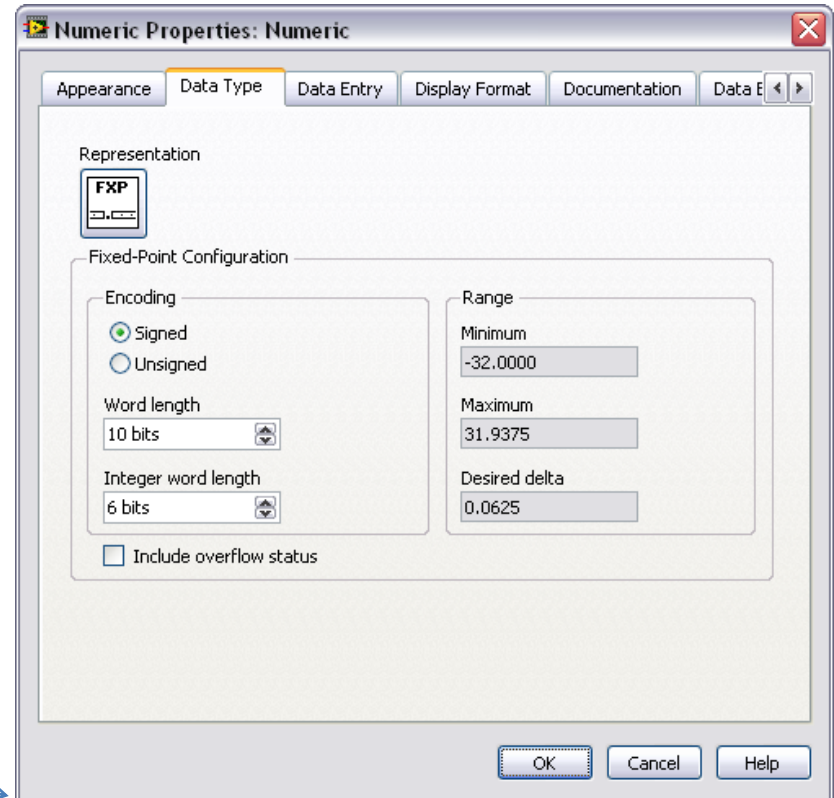 Numeric Properties: Numeric
Appearance Data Type Data Entry Display Format Documentation Data E
Representation
FXP
Fixed-Point Configuration
Encoding
Signed
Unsigned
Word length
10 bits
Integer word length
6 bits
Include overflow status
Range
Minimum
-32.0000
Maximum
31.9375
Desired delta
0.0625
OK Cancel Help